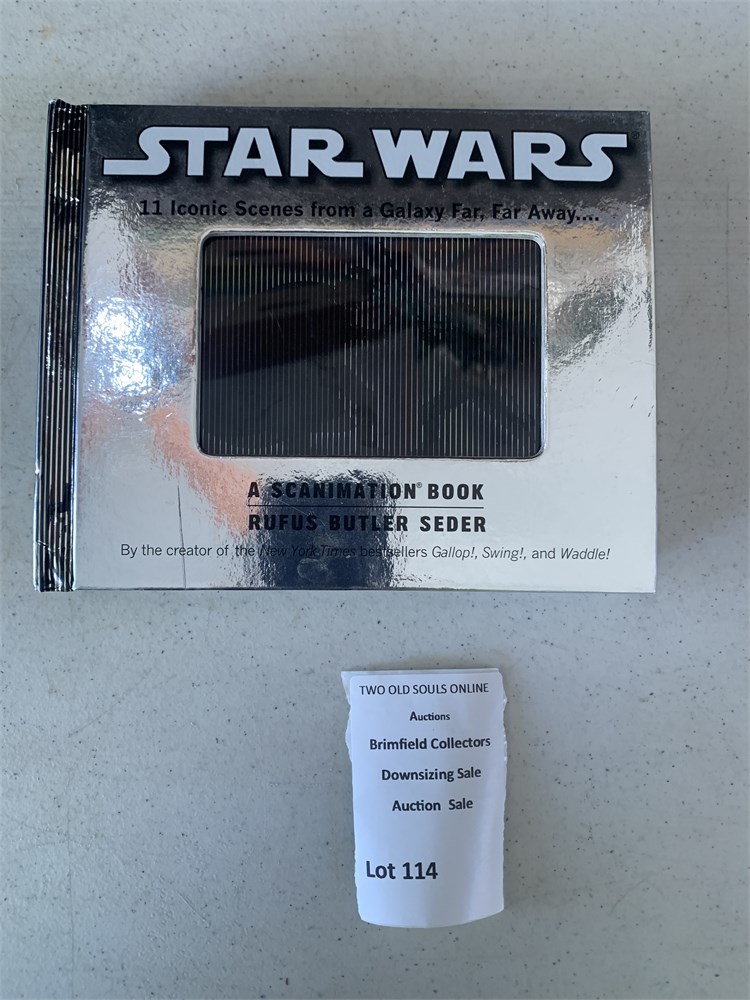 STAR WARS
11 Iconic Scenes from a Galaxy Far, Far Away....
A SCANIMATION® BOOK
RUFUS BUTLER SEDER
By the creator of the New York Times bestsellers Gallop!, Swing!, and Waddle!
TWO OLD SOULS ONLINE
Auctions
Brimfield Collectors
Downsizing Sale
Auction Sale
Lot 114